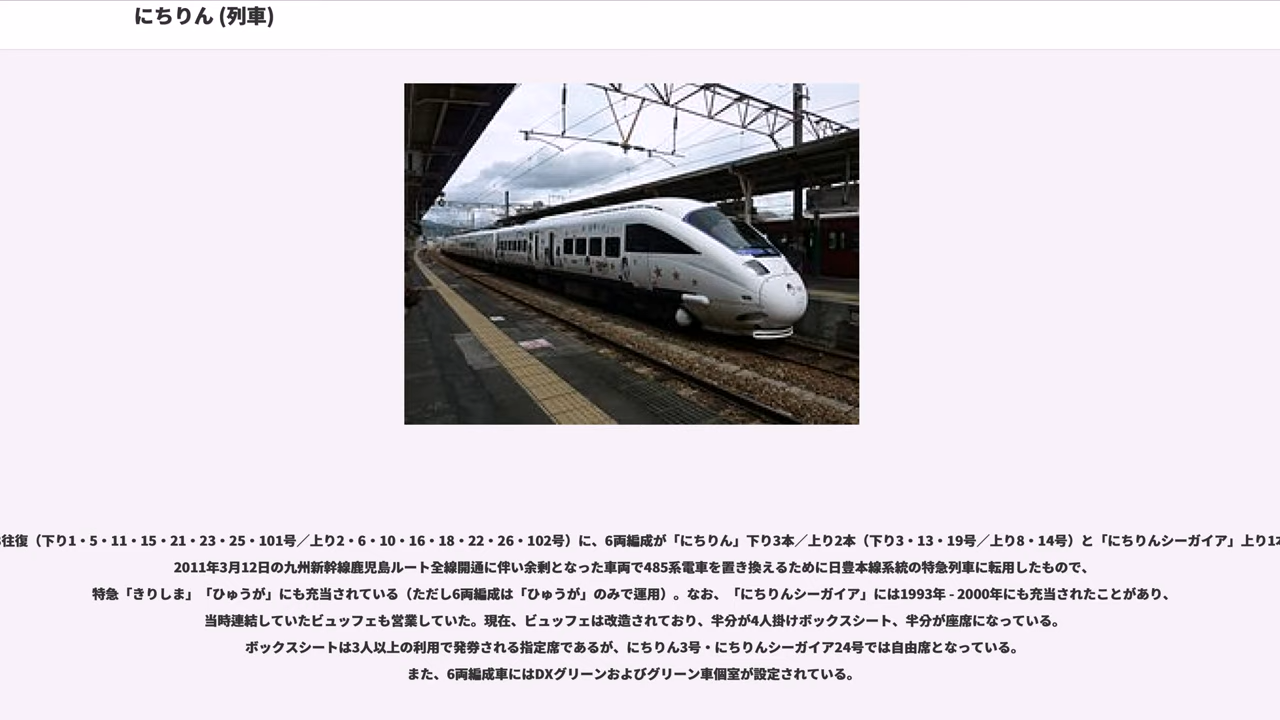 にちりん (列車)
往復（下り1・5・11・15・21・23・25・101号／上り2・6・10・16・18・22・26・102号）に、6両編成が「にちりん」下り3本／上り2本（下り3・13・19号／上り8・14号）と「にちりんシーガイア」上り1
2011年3月12日の九州新幹線鹿児島ルート全線開通に伴い余剰となった車両で485系電車を置き換えるために日豊本線系統の特急列車に転用したもので、
特急「きりしま」「ひゅうが」にも充当されている（ただし6両編成は「ひゅうが」のみで運用）。なお、「にちりんシーガイア」には1993年 - 2000年にも充当されたことがあり、
当時連結していたビュッフェも営業していた。現在、ビュッフェは改造されており、半分が4人掛けボックスシート、半分が座席になっている。
ボックスシートは3人以上の利用で発券される指定席であるが、にちりん3号・にちりんシーガイア24号では自由席となっている。
また、6両編成車にはDXグリーンおよびグリーン車個室が設定されている。